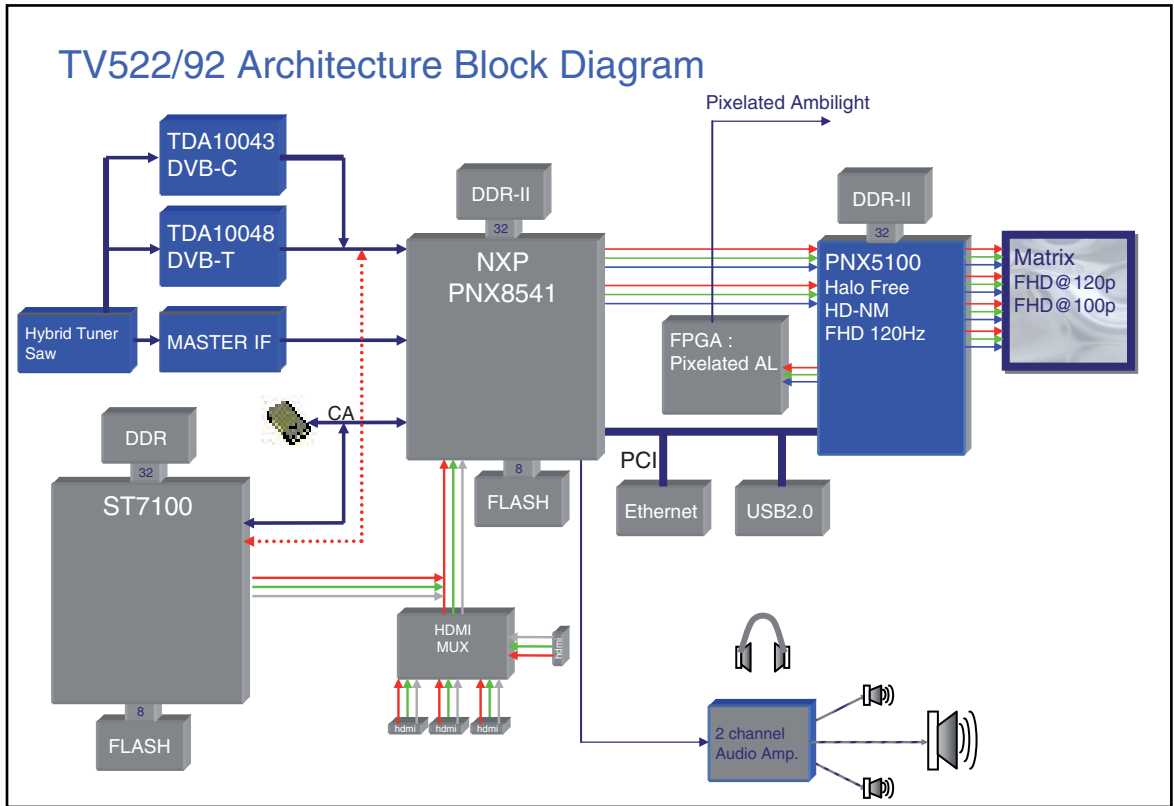 TV522/92 Architecture Block Diagram
Pixelated Ambilight
TDA10043
DVB-C
TDA10048
DVB-T
Hybrid Tuner
Saw
MASTER IF
DDR-II
32
NXP
PNX8541
8
FLASH
DDR-II
32
PNX5100
Halo Free
HD-NM
FHD 120Hz
Matrix
FHD@120p
FHD@100p
FPGA :
Pixelated AL
PCI
Ethernet
USB2.0
CA
DDR
32
ST7100
8
FLASH
HDMI
MUX
hdmi
hdmi
hdmi
hdmi
2 channel
Audio Amp.